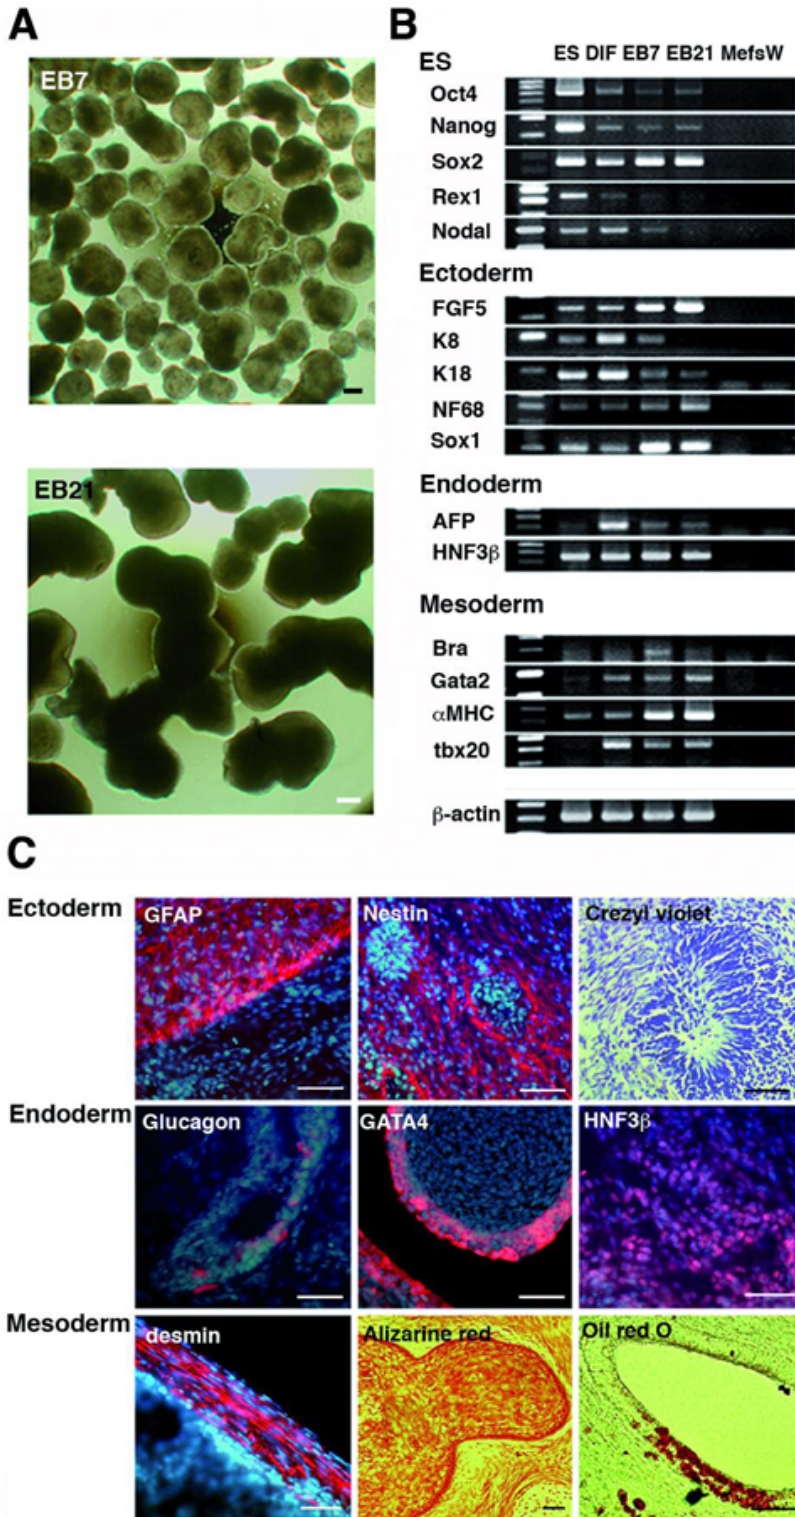 A
EB7
EB21
B
ES DIF EB7 EB21 MefsW
ES
Oct4
Nanog
Sox2
Rex1
Nodal
Ectoderm
FGF5
K8
K18
NF68
Sox1
Endoderm
AFP
HNF3β
Mesoderm
Bra
Gata2
αMHC
tbx20
β-actin
C
Ectoderm
GFAP
Nestin
Crezyl violet
Endoderm
Glucagon
GATA4
HNF3β
Mesoderm
desmin
Alizarine red
Oil red O